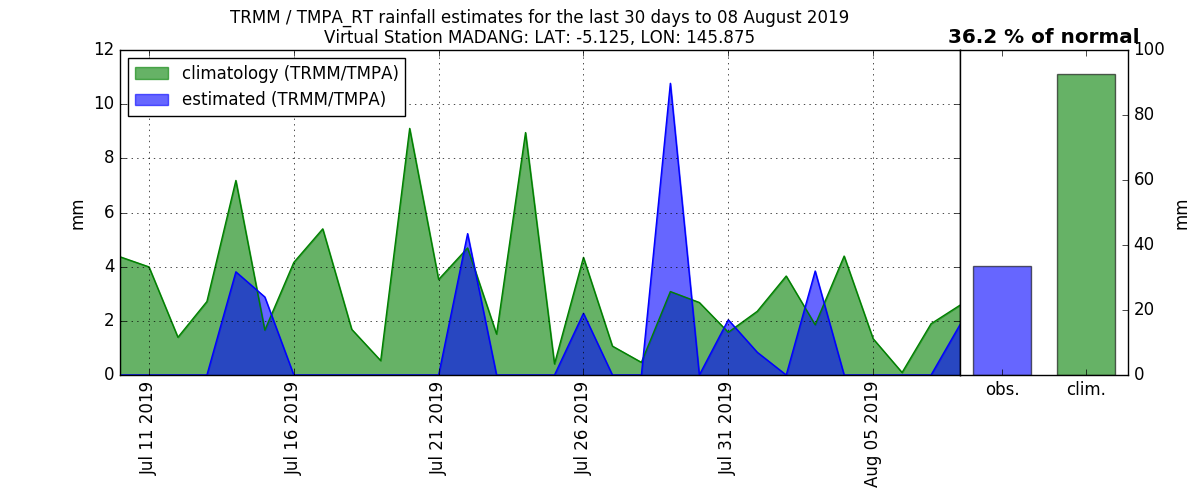 TRMM / TMPA_RT rainfall estimates for the last 30 days to 08 August 2019
Virtual Station MADANG: LAT: -5.125, LON: 145.875
36.2 % of normal
climatology (TRMM/TMPA)
estimated (TRMM/TMPA)
mm
12
10
8
6
4
2
0
Jul 11 2019
Jul 16 2019
Jul 21 2019
Jul 26 2019
Jul 31 2019
Aug 05 2019
obs.
clim.
100
80
60
40
20
0
mm